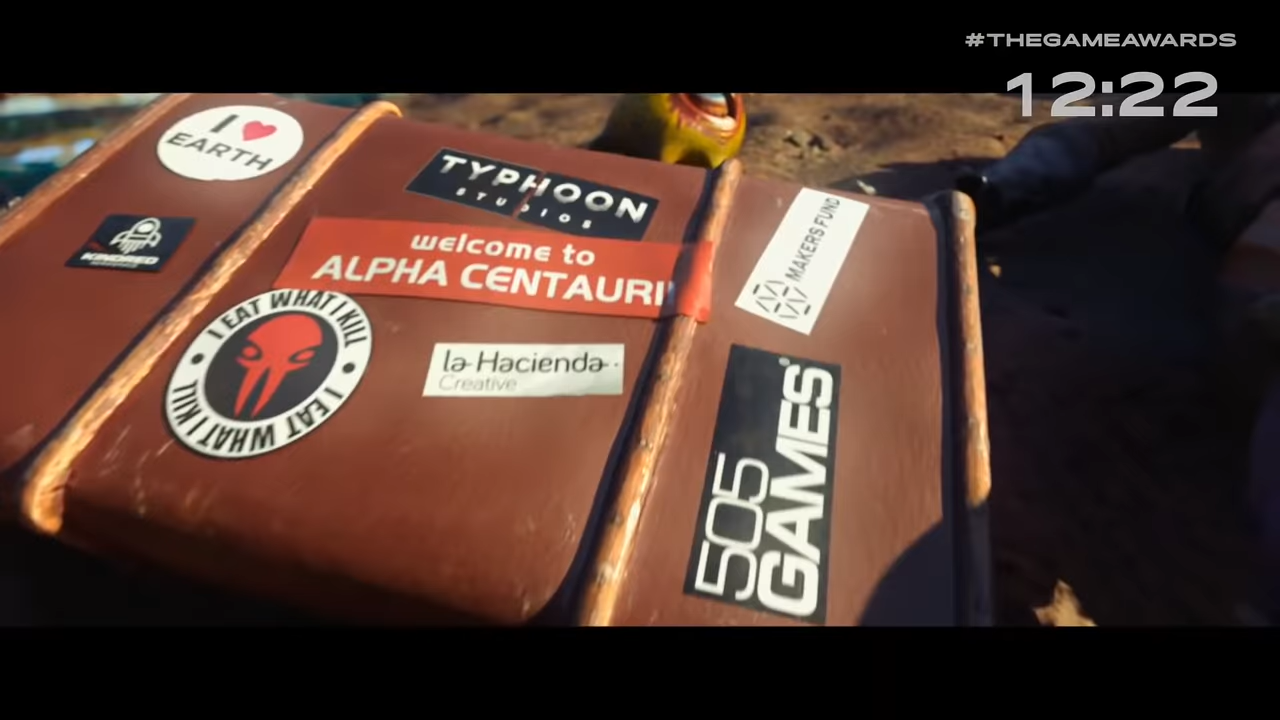 #THEGAMEAWARDS
12:22
I ❤ EARTH
TYPHOON
STUDIOS
MAKERS FUND
KINDRED
welcome to
ALPHA CENTAURI
I EAT WHAT I KILL • I EAT WHAT I KILL •
la Hacienda
Creative
505
GAMES